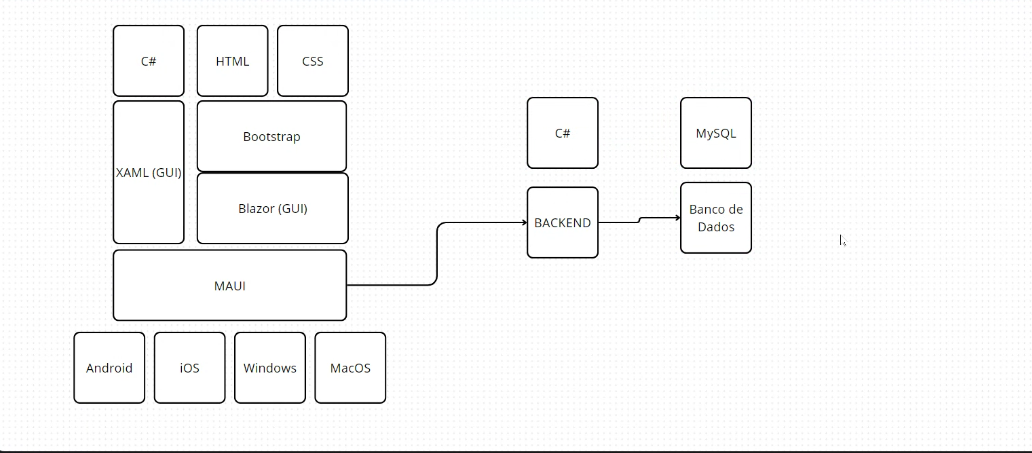 C#
HTML
CSS
XAML (GUI)
Bootstrap
Blazor (GUI)
MAUI
Android
iOS
Windows
MacOS
C#
BACKEND
MySQL
Banco de
Dados